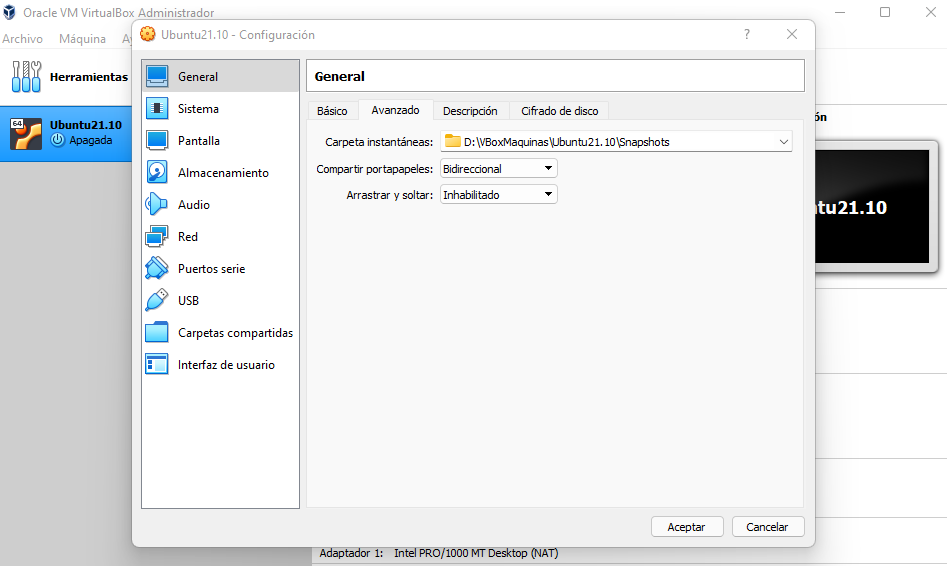 Oracle VM VirtualBox Administrador
Archivo Máquina Ay
Herramientas
64
Ubuntu21.10
Apagada
Ubuntu21.10 - Configuración
?
General
Sistema
Pantalla
Almacenamiento
Audio
Red
Puertos serie
USB
Carpetas compartidas
Interfaz de usuario
General
Básico Avanzado Descripción Cifrado de disco
Carpeta instantáneas: D:\VBoxMaquinas\Ubuntu21.10\Snapshots
Compartir portapapeles: Bidireccional
Arrastrar y soltar: Inhabilitado
Aceptar Cancelar
ón
ntu21.10
Adaptador 1: Intel PRO/1000 MT Desktop (NAT)